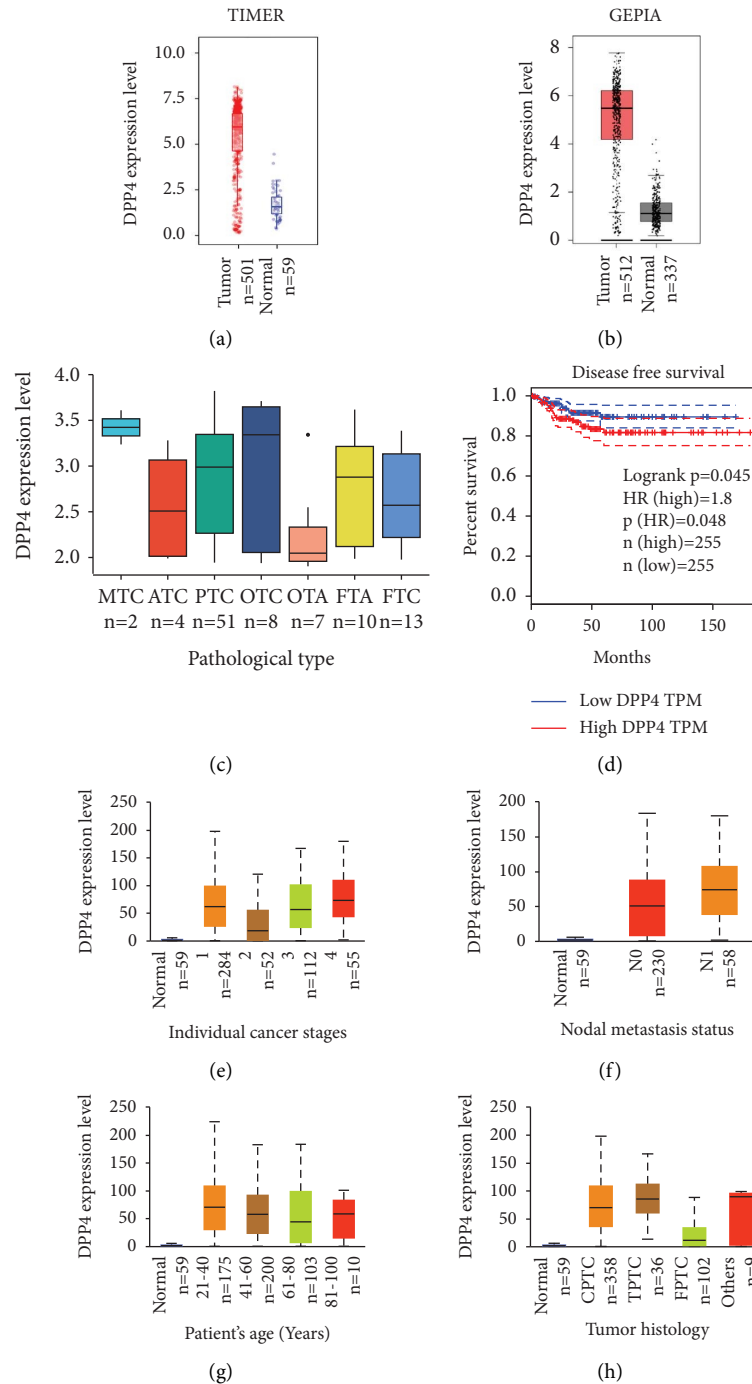 TIMER
DPP4 expression level
10.0
7.5
5.0
2.5
0.0
Tumor
n=501
Normal
n=59
(a)
GEPIA
DPP4 expression level
8
6
4
2
0
Tumor
n=512
Normal
n=337
(b)
DPP4 expression level
4.0
3.5
3.0
2.5
2.0
MTC ATC PTC OTC OTA FTA FTC
n=2 n=4 n=51 n=8 n=7 n=10 n=13
Pathological type
(c)
Disease free survival
Percent survival
1.0
0.8
0.6
0.4
0.2
0.0
Logrank p=0.045
HR (high)=1.8
p (HR)=0.048
n (high)=255
n (low)=255
0 50 100 150
Months
Low DPP4 TPM
High DPP4 TPM
(d)
DPP4 expression level
250
200
150
100
50
0
Normal
n=59
1
n=284
2
n=52
3
n=112
4
n=55
Individual cancer stages
(e)
DPP4 expression level
200
150
100
50
0
Normal
n=59
N0
n=230
N1
n=58
Nodal metastasis status
(f)
DPP4 expression level
250
200
150
100
50
0
Normal
n=59
21-40
n=175
41-60
n=200
61-80
n=103
81-100
n=10
Patient's age (Years)
(g)
DPP4 expression level
250
200
150
100
50
0
Normal
n=59
CPTC
n=358
TPTC
n=36
FPTC
n=102
Others
n=9
Tumor histology
(h)